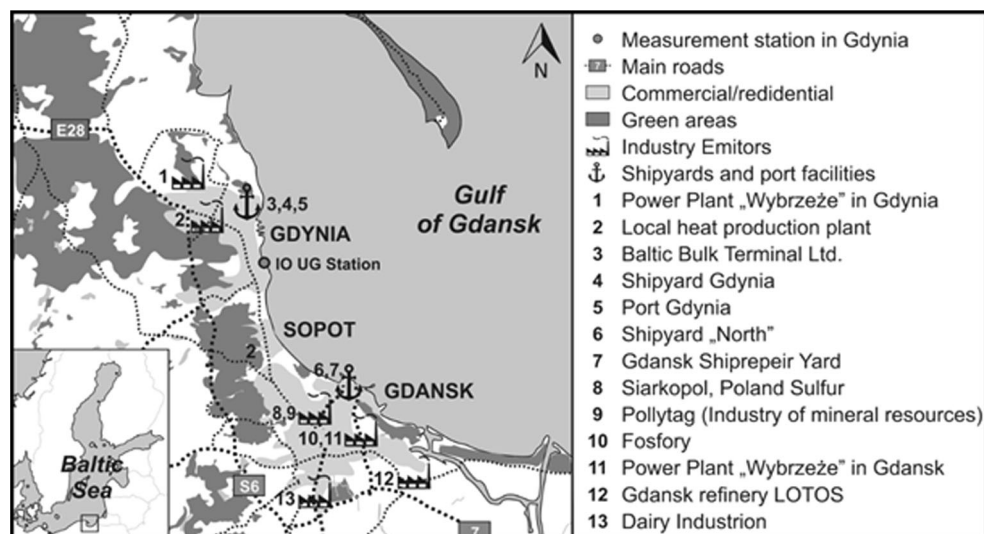 E28
1
2
3,4,5
GDYNIA
IO UG Station
Gulf
of Gdansk
N
SOPOT
2
6,7
GDANSK
8,9
10,11
12
13
S6
7
Baltic
Sea
Measurement station in Gdynia
7 Main roads
Commercial/redidential
Green areas
Industry Emitors
Shipyards and port facilities
1 Power Plant „Wybrzeże” in Gdynia
2 Local heat production plant
3 Baltic Bulk Terminal Ltd.
4 Shipyard Gdynia
5 Port Gdynia
6 Shipyard „North”
7 Gdansk Shiprepeir Yard
8 Siarkopol, Poland Sulfur
9 Pollytag (Industry of mineral resources)
10 Fosfory
11 Power Plant „Wybrzeże” in Gdansk
12 Gdansk refinery LOTOS
13 Dairy Industrion